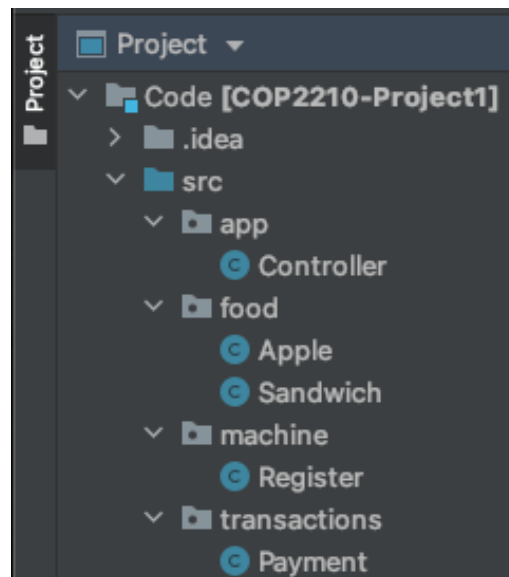 Project
Project
Code [COP2210-Project1]
.idea
src
app
C Controller
food
C Apple
C Sandwich
machine
C Register
transactions
C Payment